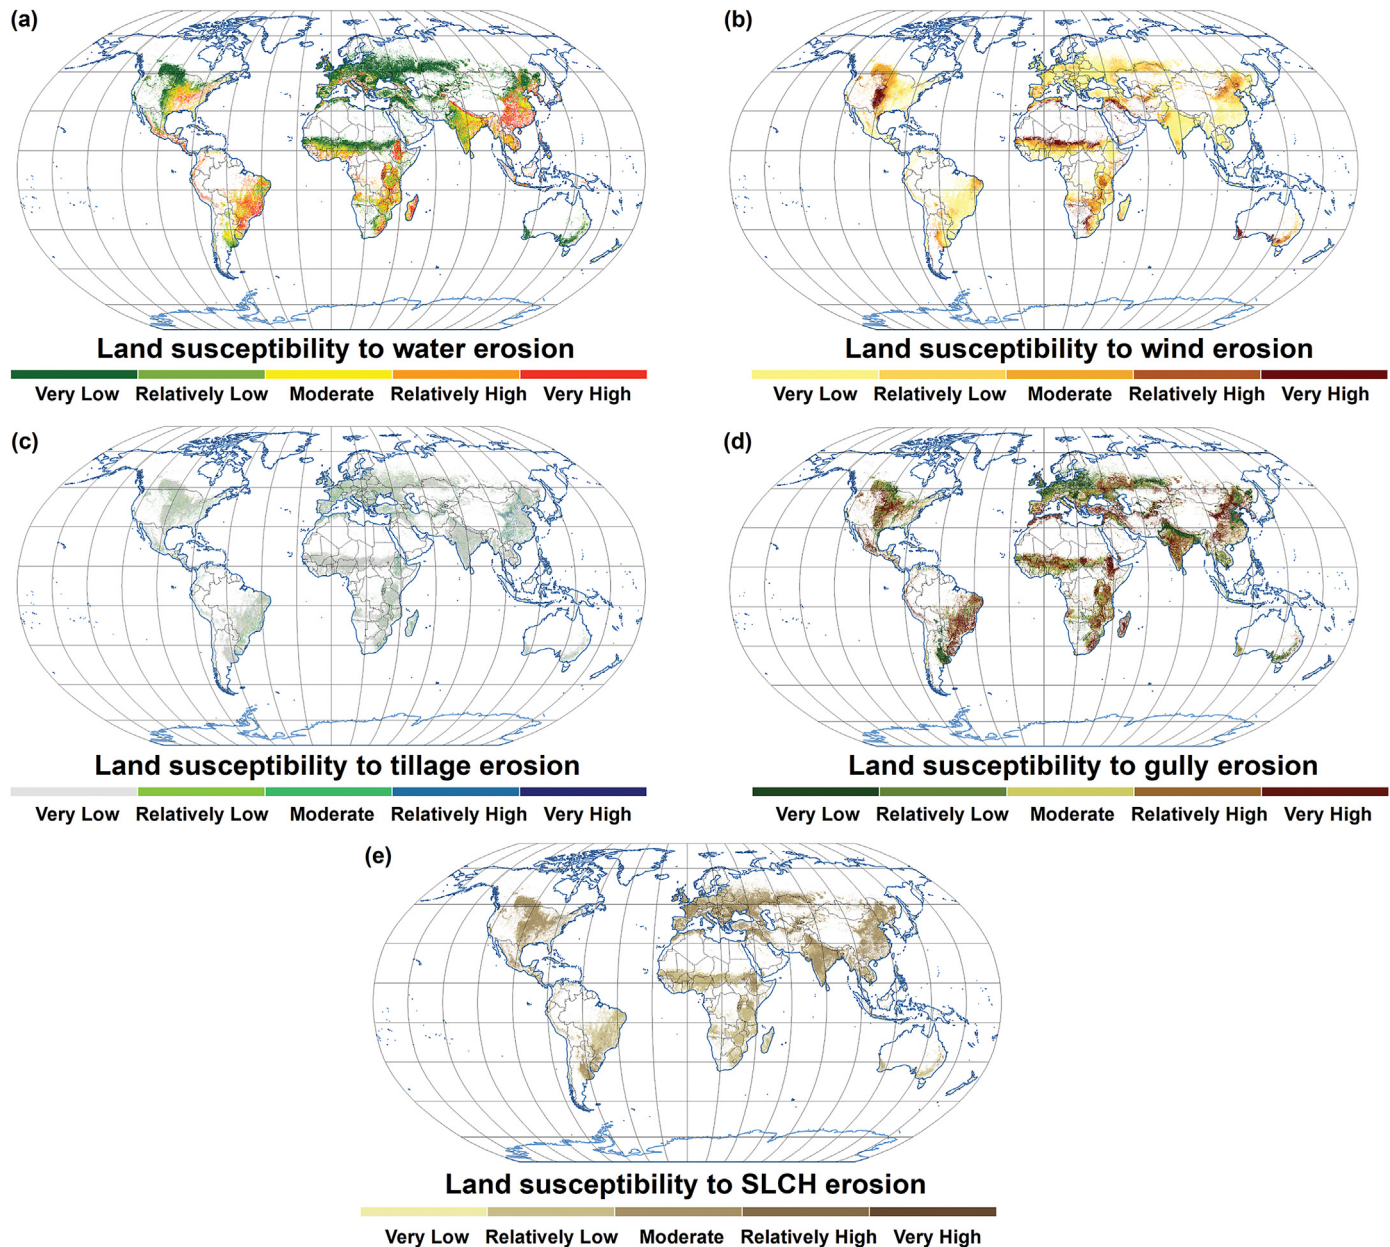 (a)
(b)
Land susceptibility to water erosion
Very Low Relatively Low Moderate Relatively High Very High
Land susceptibility to wind erosion
Very Low Relatively Low Moderate Relatively High Very High
(c)
(d)
Land susceptibility to tillage erosion
Very Low Relatively Low Moderate Relatively High Very High
Land susceptibility to gully erosion
Very Low Relatively Low Moderate Relatively High Very High
(e)
Land susceptibility to SLCH erosion
Very Low Relatively Low Moderate Relatively High Very High